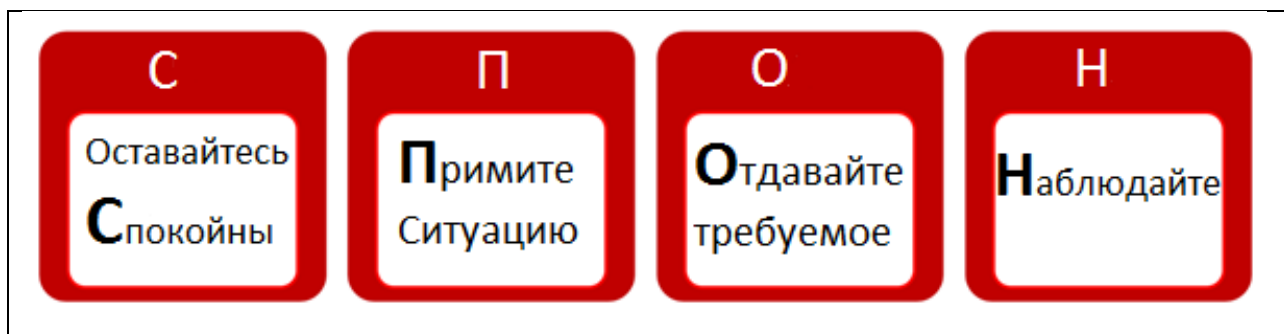 С
Оставайтесь
Спокойны
П
Примите
Ситуацию
О
Отдавайте
требуемое
Н
Наблюдайте